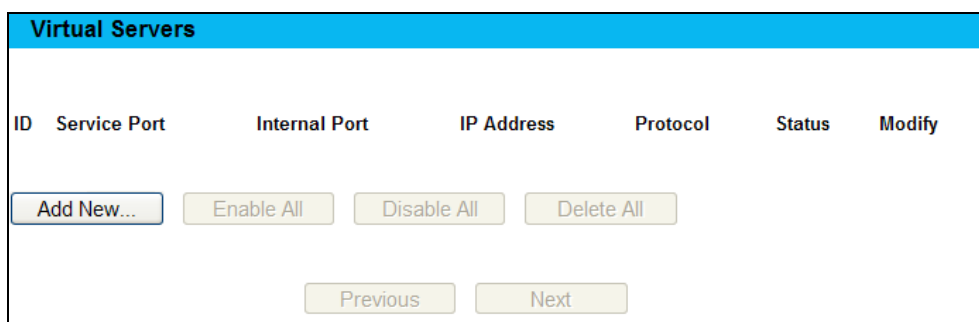 Virtual Servers
ID Service Port Internal Port IP Address Protocol Status Modify
Add New... Enable All Disable All Delete All
Previous Next